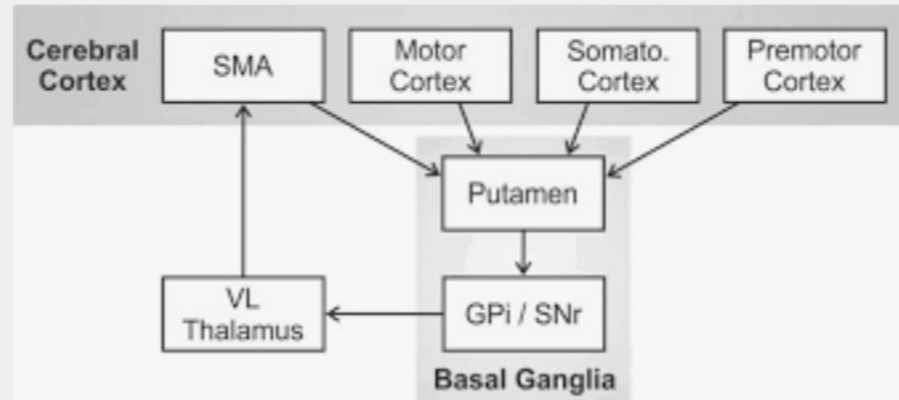 Cerebral
Cortex
SMA
Motor
Cortex
Somato.
Cortex
Premotor
Cortex
Putamen
VL
Thalamus
GPi / SNr
Basal Ganglia